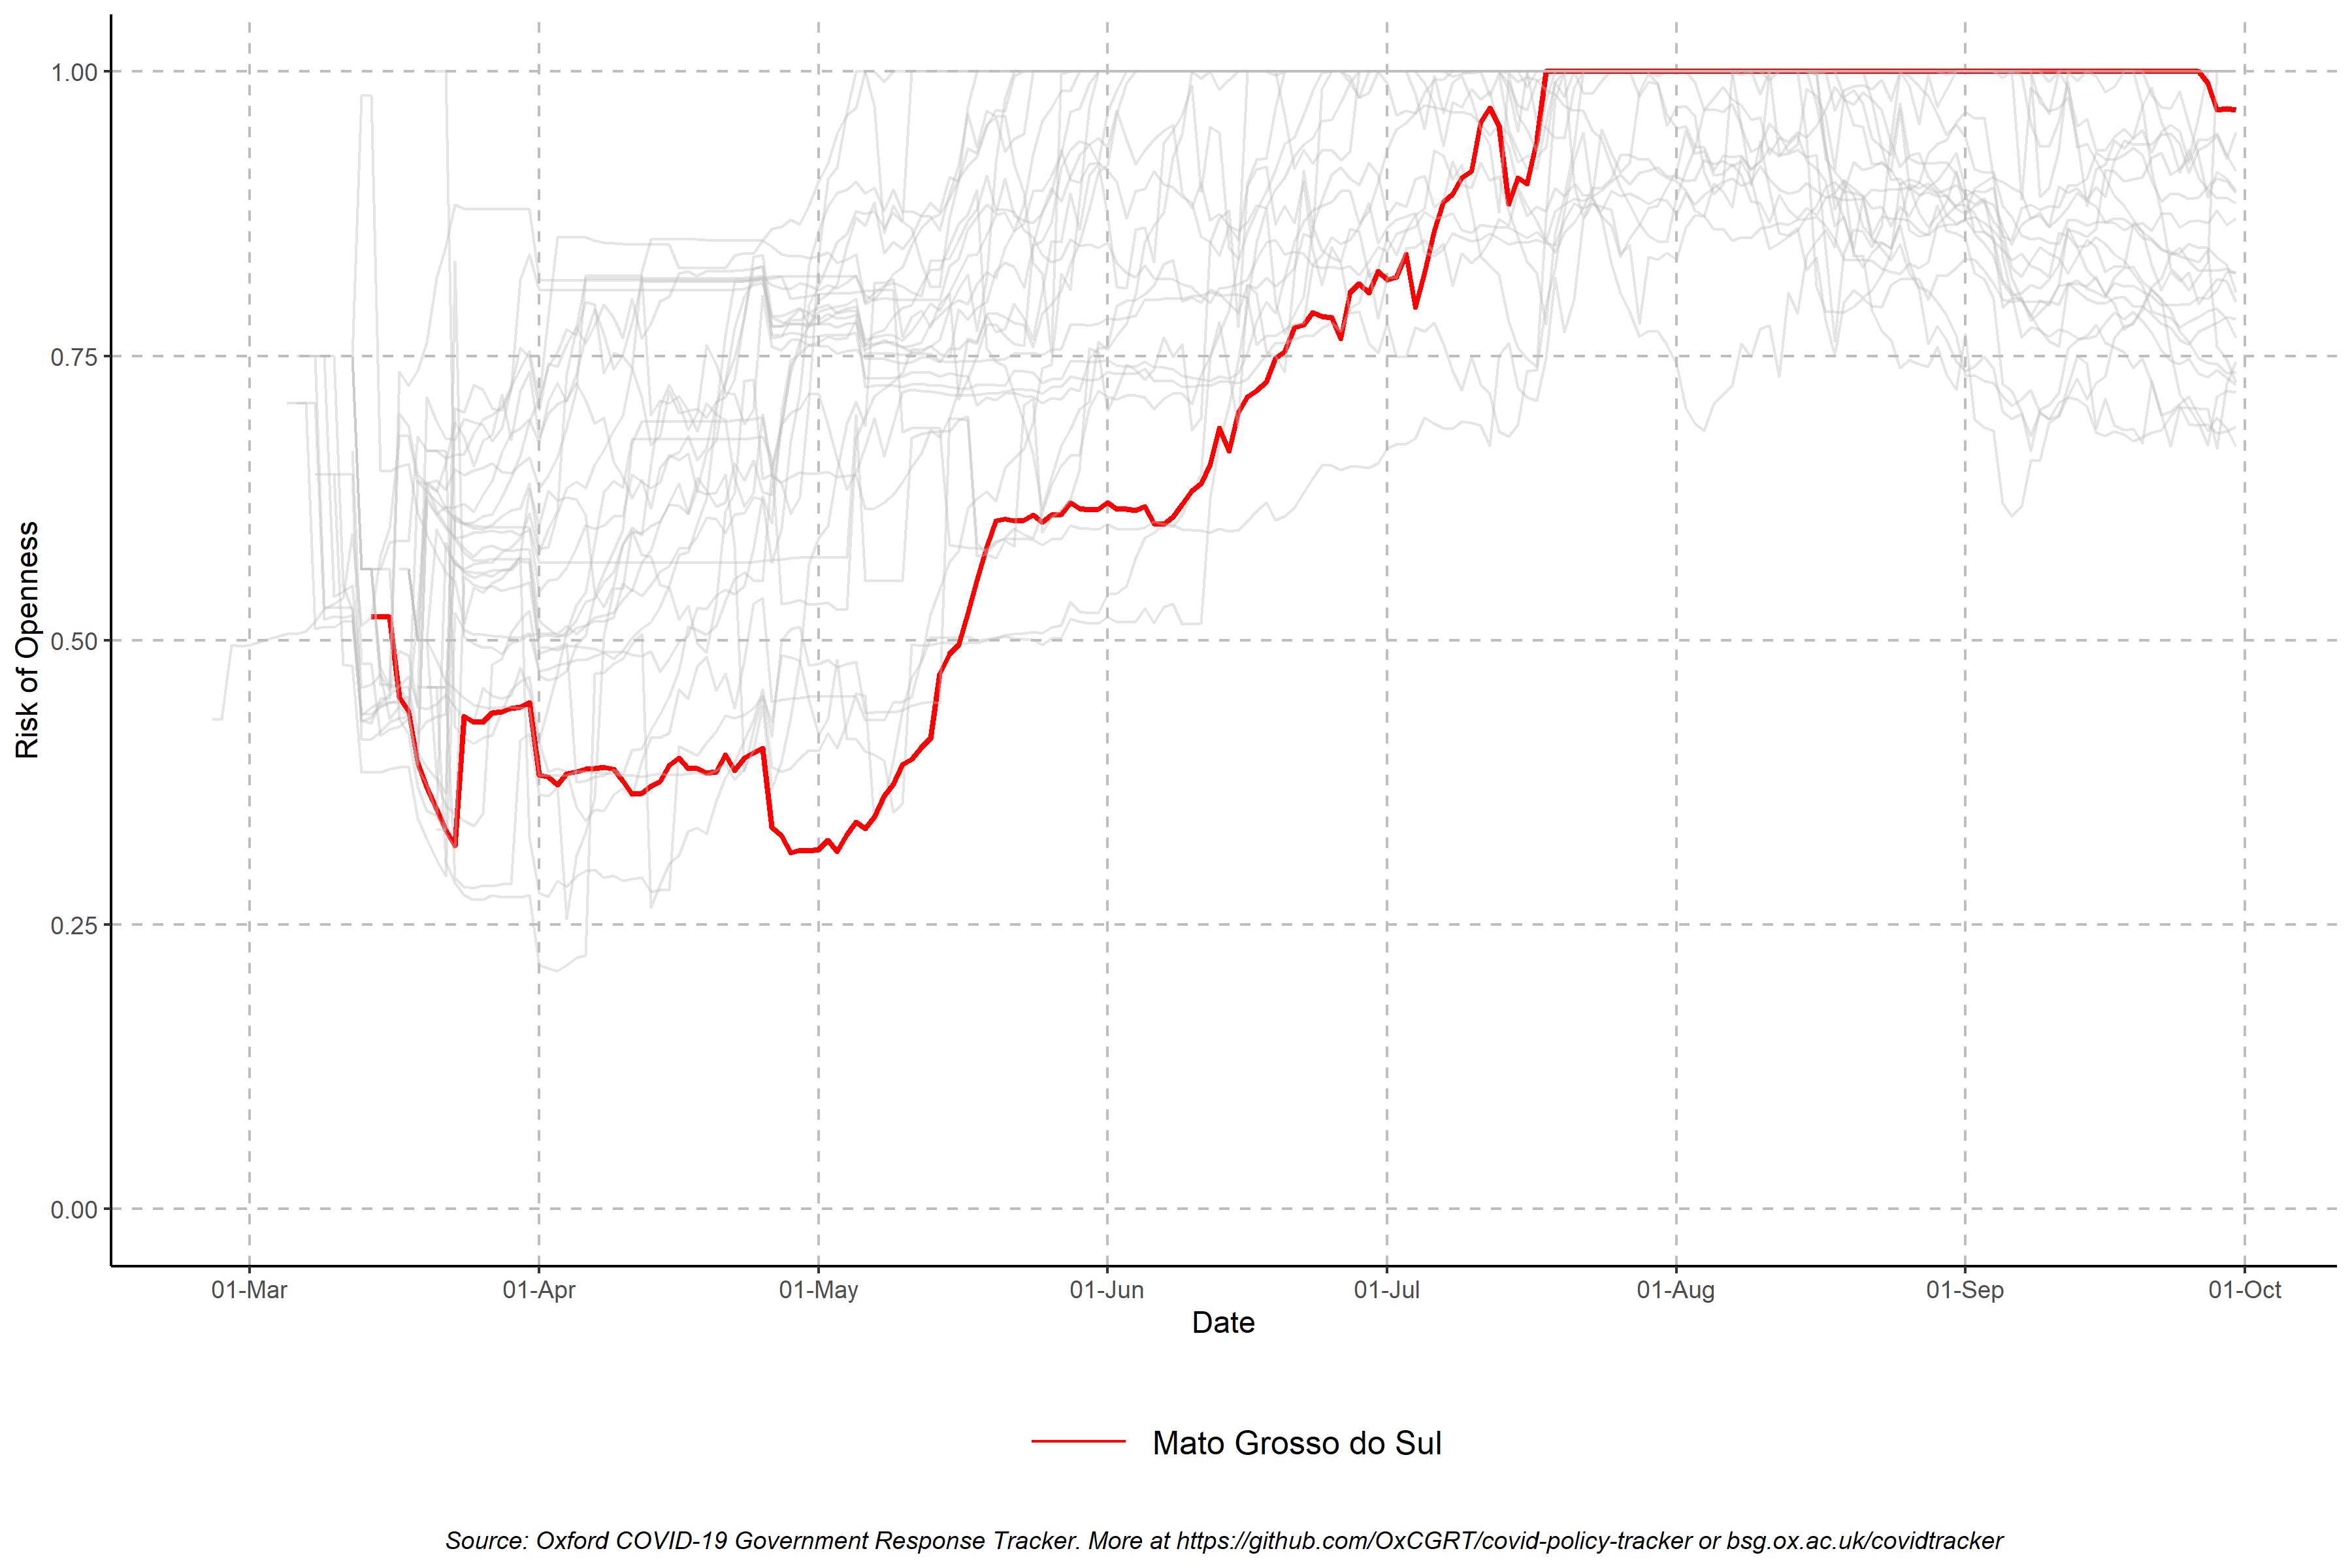 1.00
0.75
0.50
0.25
0.00
Risk of Openness
01-Mar 01-Apr 01-May 01-Jun 01-Jul 01-Aug 01-Sep 01-Oct
Date
Mato Grosso do Sul
Source: Oxford COVID-19 Government Response Tracker. More at https://github.com/OxCGRT/covid-policy-tracker or bsg.ox.ac.uk/covidtracker